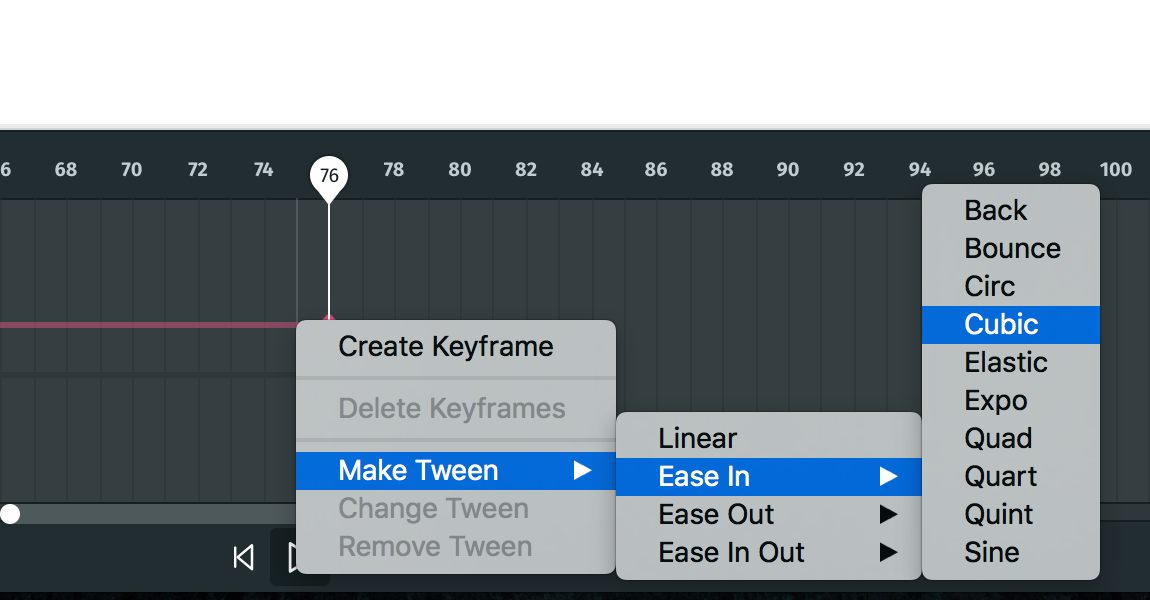 6 68 70 72 74 76 78 80 82 84 86 88 90 92 94 96 98 100
Create Keyframe
Delete Keyframes
Make Tween
Change Tween
Remove Tween
Linear
Ease In
Ease Out
Ease In Out
Back
Bounce
Circ
Cubic
Elastic
Expo
Quad
Quart
Quint
Sine